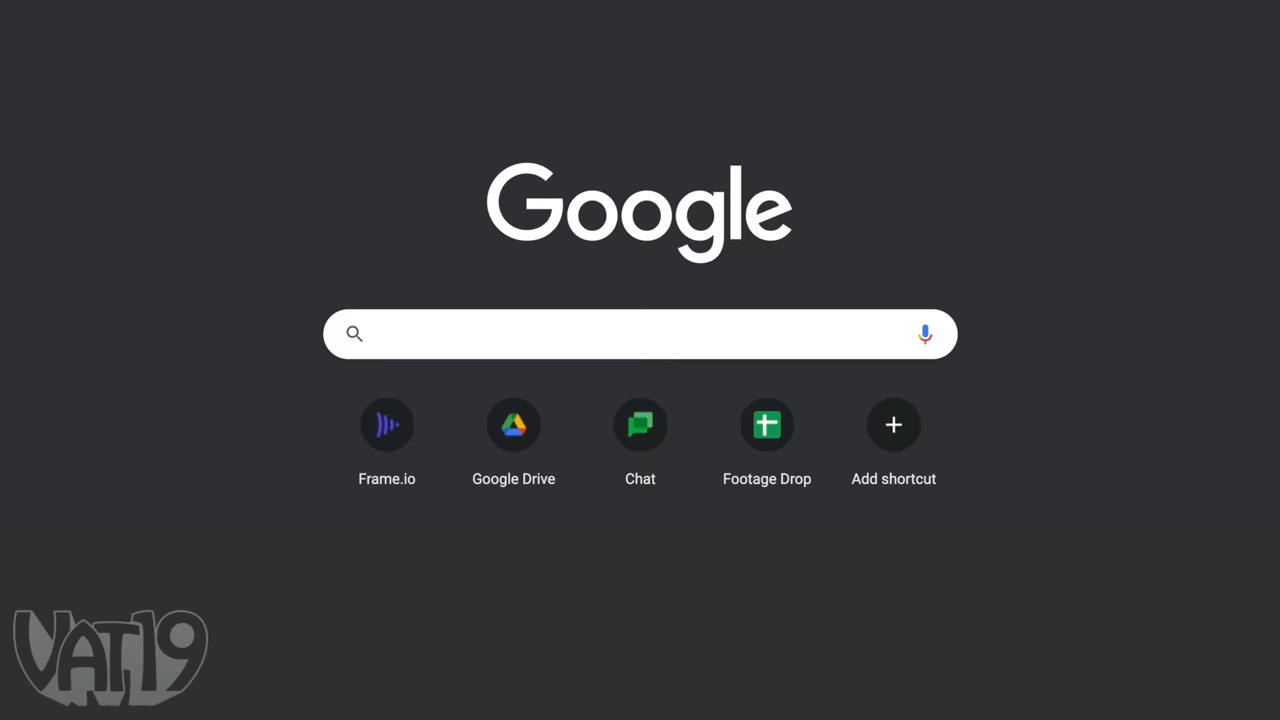 Google
Frame.io
Google Drive
Chat
Footage Drop
Add shortcut
VAT19